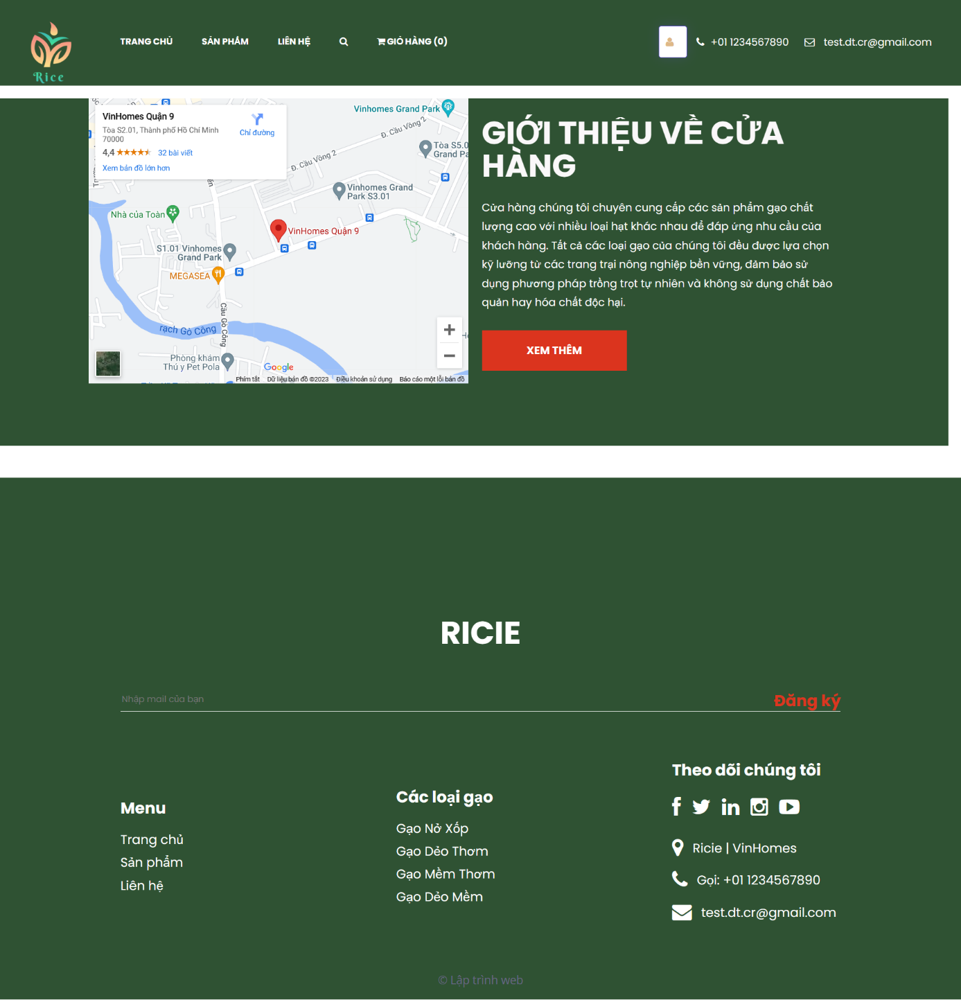 Rice
TRANG CHỦ
SẢN PHẨM
LIÊN HỆ
GIỎ HÀNG (0)
+01 1234567890
test.dt.cr@gmail.com
VinHomes Quận 9
Tòa S2.01, Thành phố Hồ Chí Minh
70000
4,4
32 bài viết
Xem bản đồ lớn hơn
Chỉ đường
Vinhomes Grand Park
Đ. Cầu Vồng 2
Tòa S5.0
Grand Pa
Đ. Cầu Vồng 2
Vinhomes Grand
Park S3.01
Nhà của Toàn
VinHomes Quận 9
S1.01 Vinhomes
Grand Park
MEGASEA
Cầu Gò Công
rạch Gò Công
Phòng khám
Thú y Pet Pola
Google
Phím tắt
Dữ liệu bản đồ ©2023
Điều khoản sử dụng
Báo cáo một lỗi bản đồ
GIỚI THIỆU VỀ CỬA
HÀNG
Cửa hàng chúng tôi chuyên cung cấp các sản phẩm gạo chất
lượng cao với nhiều loại hạt khác nhau để đáp ứng nhu cầu của
khách hàng. Tất cả các loại gạo của chúng tôi đều được lựa chọn
kỹ lưỡng từ các trang trại nông nghiệp bền vững, đảm bảo sử
dụng phương pháp trồng trọt tự nhiên và không sử dụng chất bảo
quản hay hóa chất độc hại.
XEM THÊM
RICIE
Nhập mail của bạn
Đăng ký
Menu
Trang chủ
Sản phẩm
Liên hệ
Các loại gạo
Gạo Nở Xốp
Gạo Dẻo Thơm
Gạo Mềm Thơm
Gạo Dẻo Mềm
Theo dõi chúng tôi
Ricie | VinHomes
Gọi: +01 1234567890
test.dt.cr@gmail.com
© Lập trình web